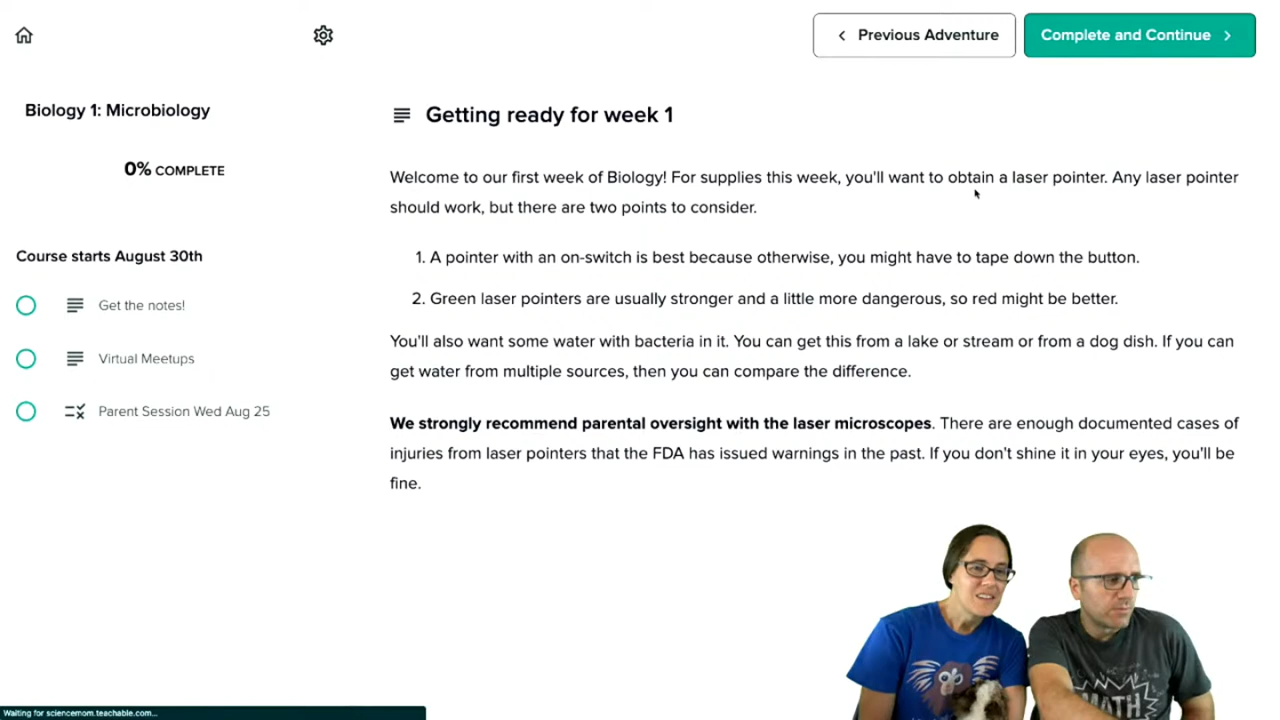 Previous Adventure
Complete and Continue
Biology 1: Microbiology
0% COMPLETE
Course starts August 30th
Get the notes!
Virtual Meetups
Parent Session Wed Aug 25
Getting ready for week 1
Welcome to our first week of Biology! For supplies this week, you'll want to obtain a laser pointer. Any laser pointer
should work, but there are two points to consider.
1. A pointer with an on-switch is best because otherwise, you might have to tape down the button.
2. Green laser pointers are usually stronger and a little more dangerous, so red might be better.
You'll also want some water with bacteria in it. You can get this from a lake or stream or from a dog dish. If you can
get water from multiple sources, then you can compare the difference.
We strongly recommend parental oversight with the laser microscopes. There are enough documented cases of
injuries from laser pointers that the FDA has issued warnings in the past. If you don't shine it in your eyes, you'll be
fine.
MATH
Waiting for sciencemom.teachable.com...